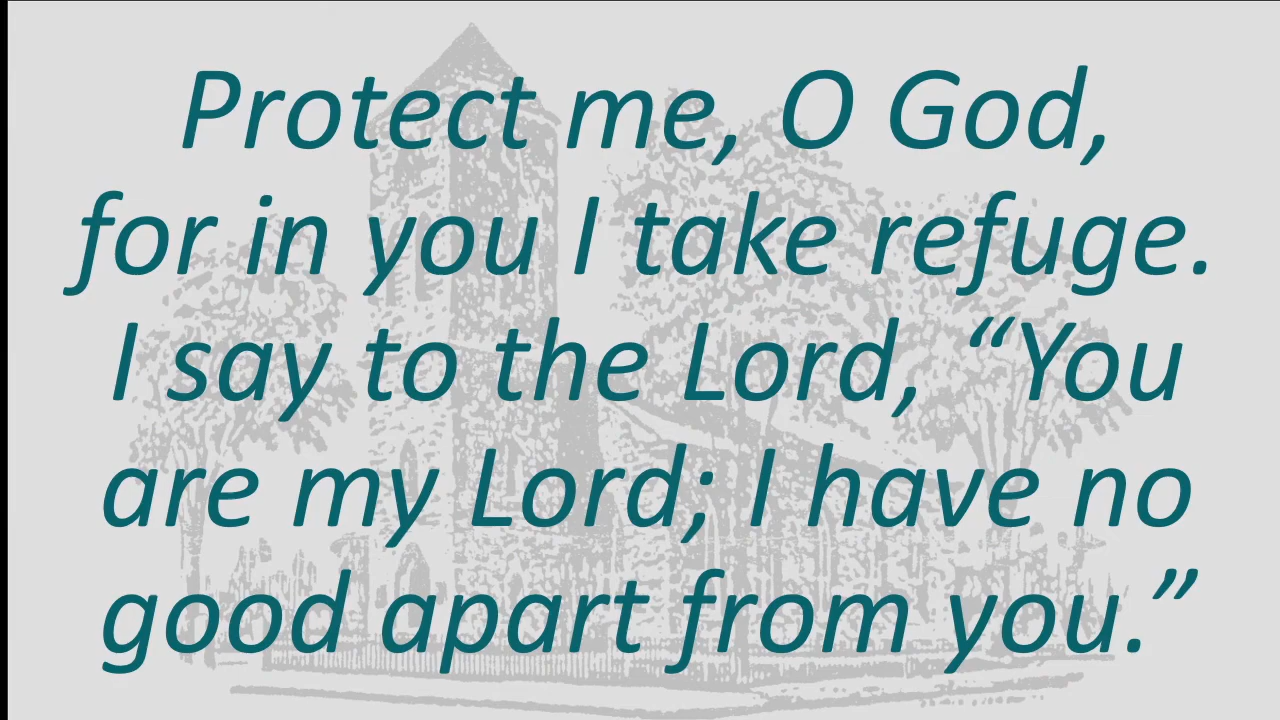 Protect me, O God,
for in you I take refuge.
I say to the Lord, “You
are my Lord; I have no
good apart from you.”